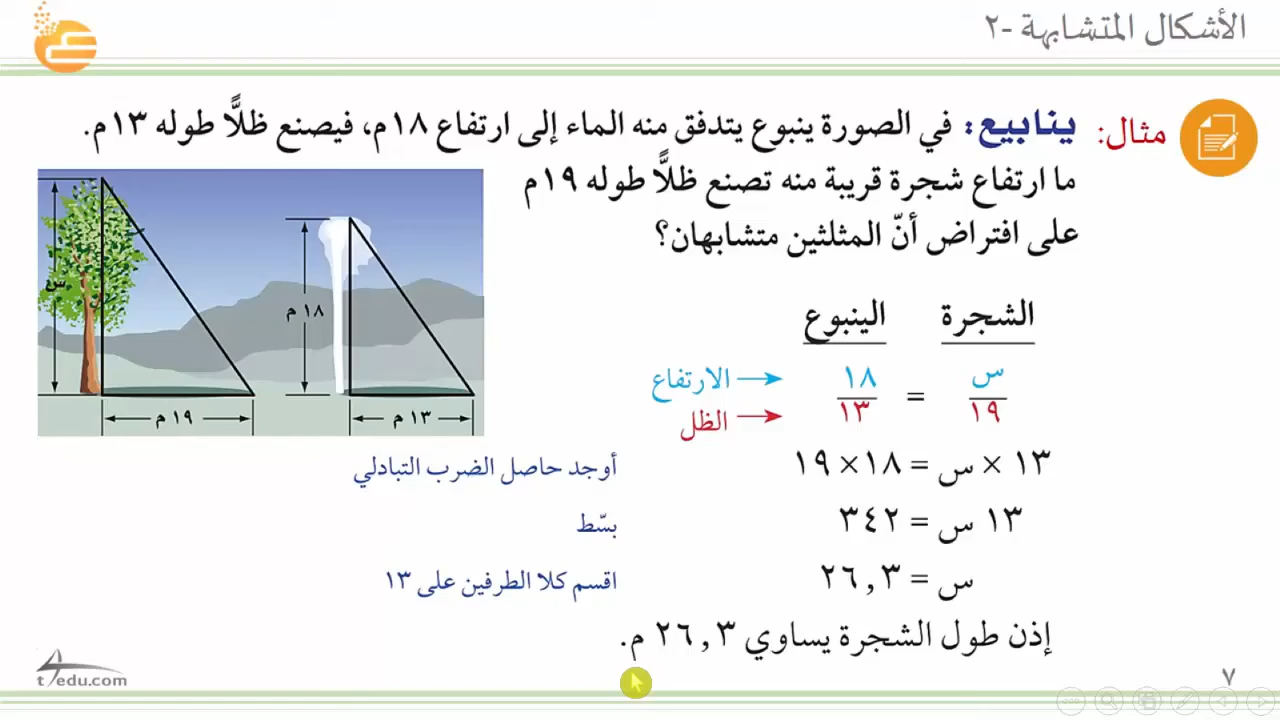 الأشكال المتشابهة -٢
مثال: ينابيع: في الصورة ينبوع يتدفق منه الماء إلى ارتفاع ١٨م، فيصنع ظلًّا طوله ١٣م.
ما ارتفاع شجرة قريبة منه تصنع ظلًّا طوله ١٩م
على افتراض أنّ المثلثين متشابهان؟
س
١٨ م
١٩ م
١٣ م
الشجرة الينبوع
س = ١٨ ← الارتفاع
١٩ ١٣ ← الظل
١٣ × س = ١٨×١٩ أوجد حاصل الضرب التبادلي
١٣ س = ٣٤٢ بسّط
س = ٢٦,٣ اقسم كلا الطرفين على ١٣
إذن طول الشجرة يساوي ٢٦,٣ م.
t4edu.com
٧